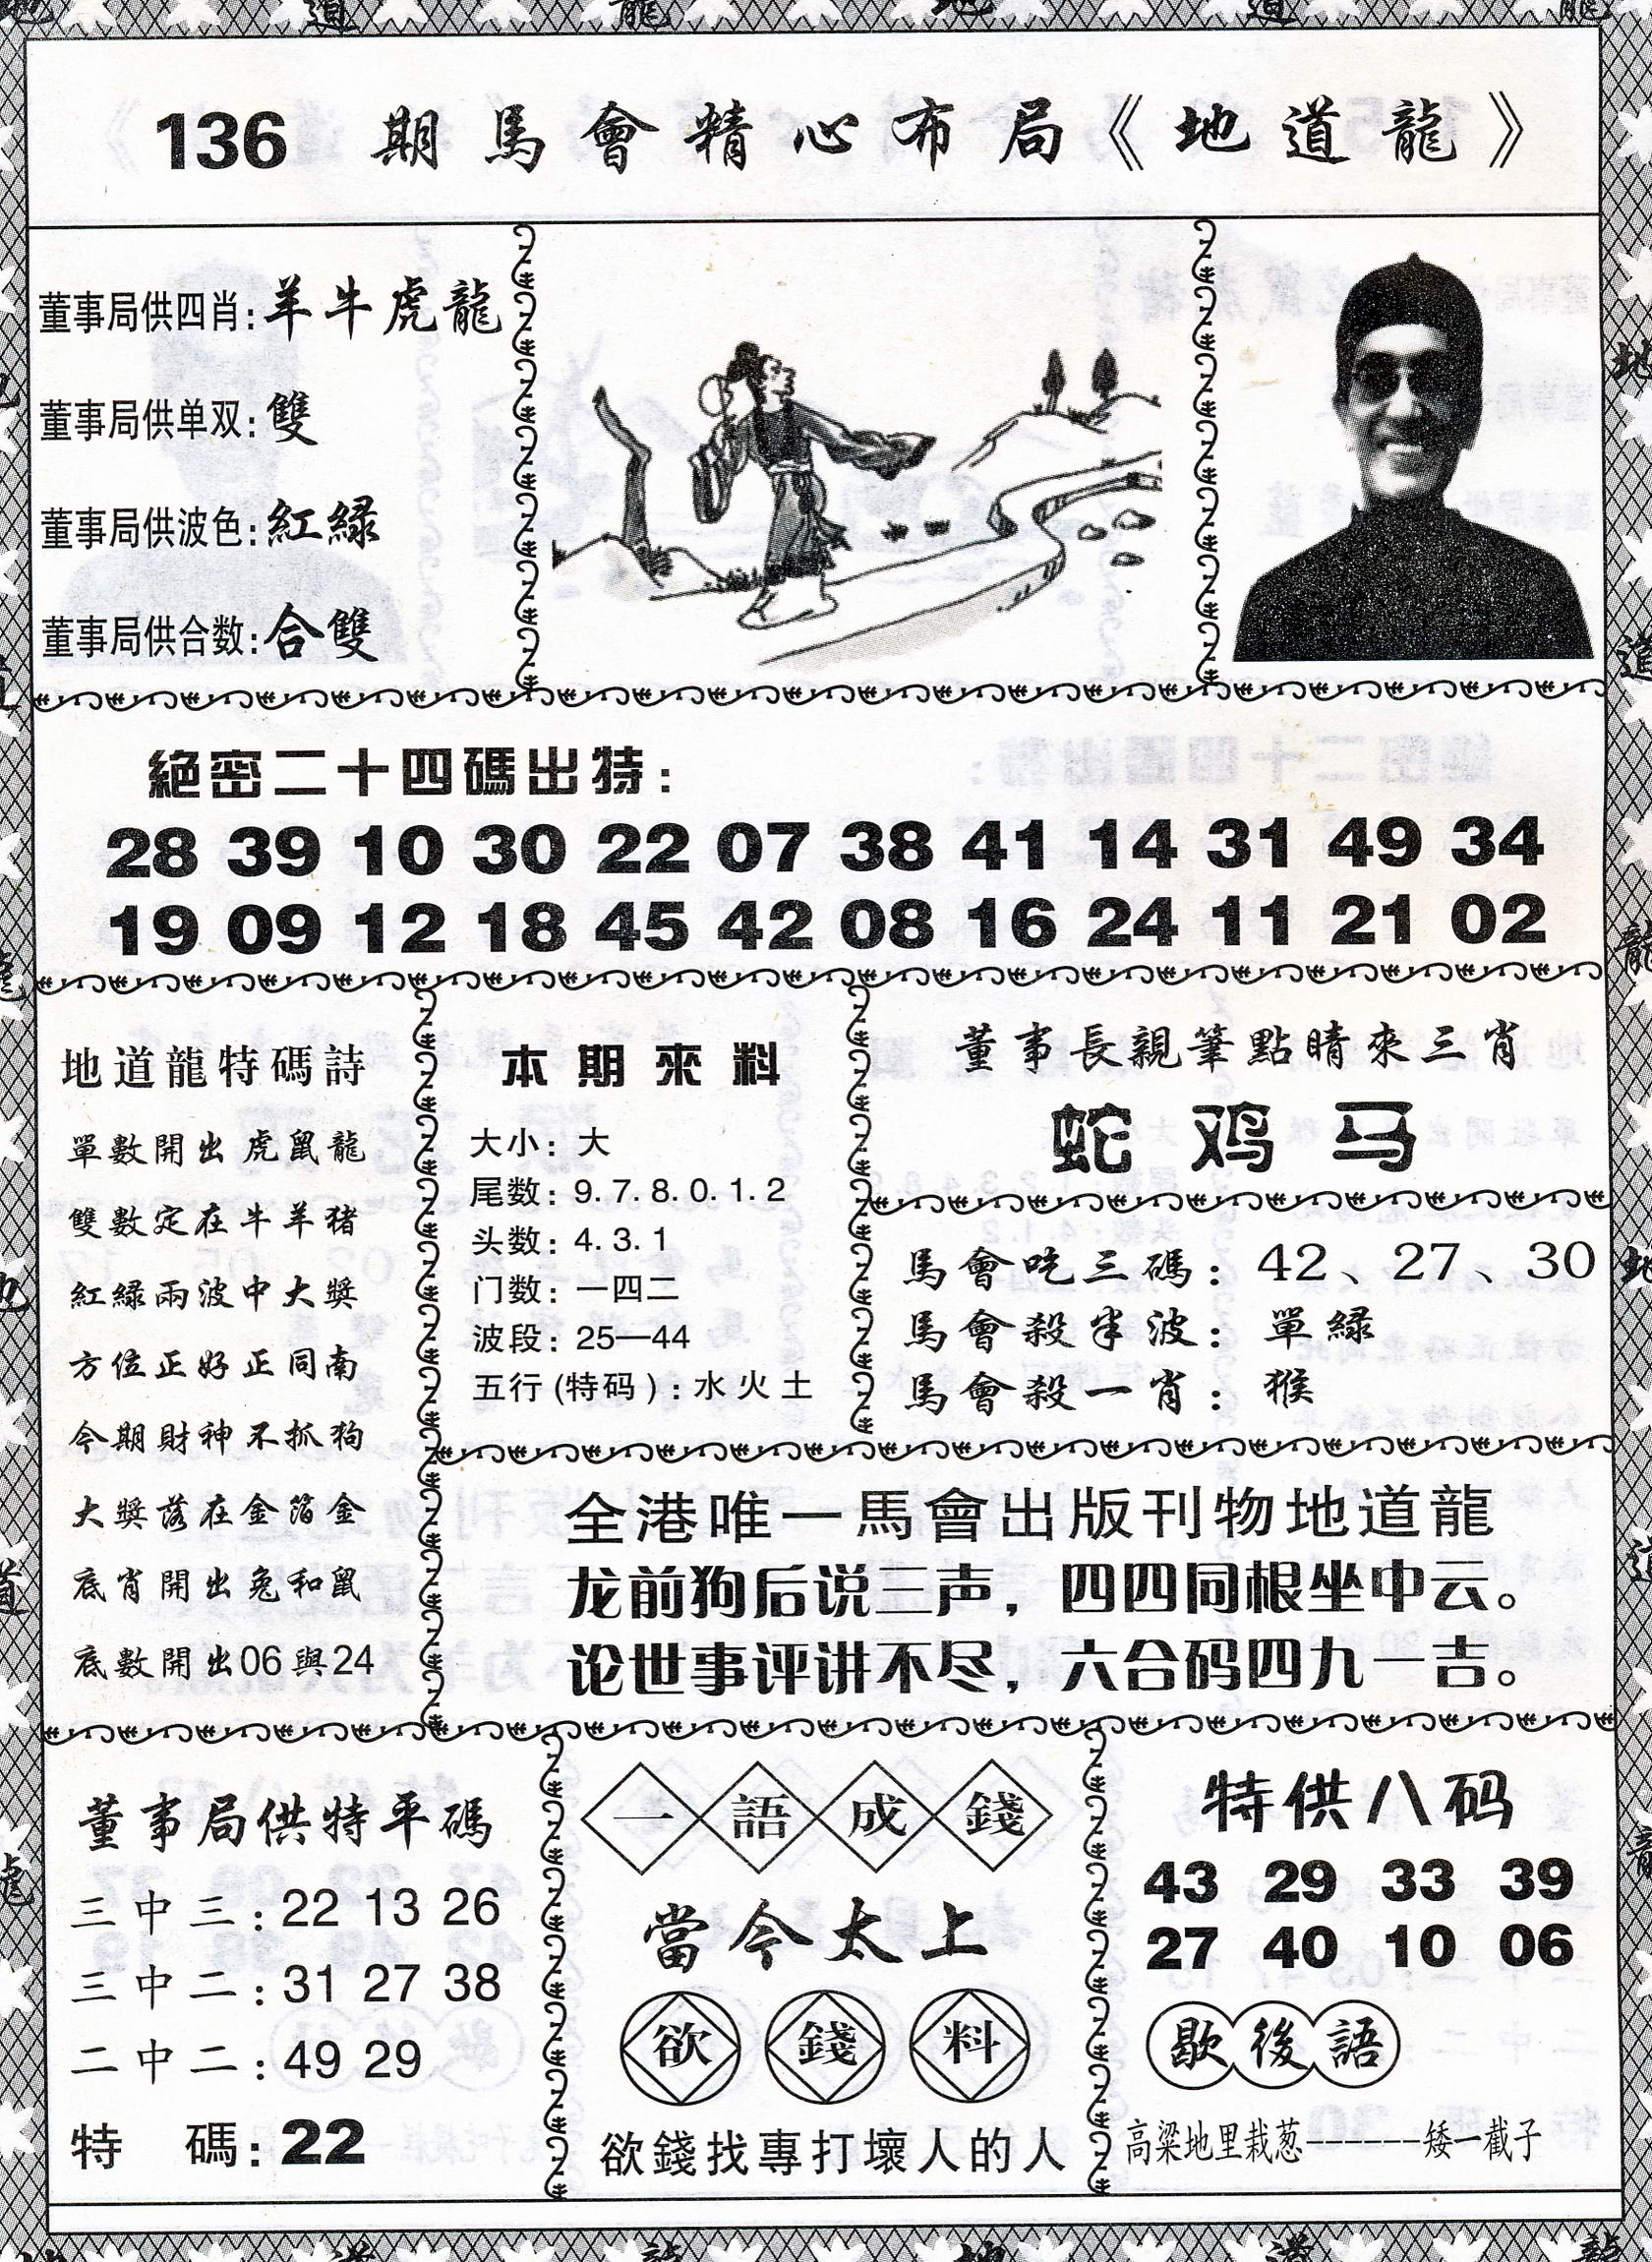 136 期馬會精心布局《地道龍》
董事局供四肖:羊牛虎龍
董事局供单双:雙
董事局供波色:紅緑
董事局供合数:合雙
絕密二十四碼出特:
28 39 10 30 22 07 38 41 14 31 49 34
19 09 12 18 45 42 08 16 24 11 21 02
地道龍特碼詩
單數開出虎鼠龍
雙數定在牛羊猪
紅緑兩波中大獎
方位正好正同南
今期財神不抓狗
大獎落在金箔金
底肖開出兔和鼠
底數開出06與24
本期來料
大小: 大
尾数: 9.7.8.0.1.2
头数: 4.3.1
门数: 一四二
波段: 25—44
五行(特码): 水火土
董事長親筆點睛來三肖
蛇鸡马
馬會吃三碼: 42、27、30
馬會殺半波: 單緑
馬會殺一肖: 猴
全港唯一馬會出版刊物地道龍
龙前狗后说三声，四四同根坐中云。
论世事评讲不尽，六合码四九一吉。
董事局供特平碼
三中三:22 13 26
三中二:31 27 38
二中二:49 29
特 碼:22
一語成錢
當今太上
欲錢料
欲錢找專打壞人的人
特供八码
43 29 33 39
27 40 10 06
歇後語
高粱地里栽葱------矮一截子